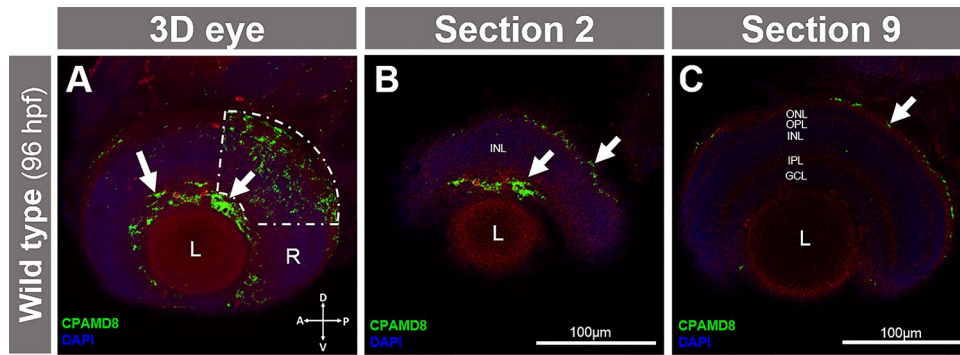 3D eye
Section 2
Section 9
Wild type (96 hpf)
A
L
R
D
A P
V
CPAMD8
DAPI
B
INL
L
CPAMD8
DAPI
100µm
C
ONL
OPL
INL
IPL
GCL
L
CPAMD8
DAPI
100µm